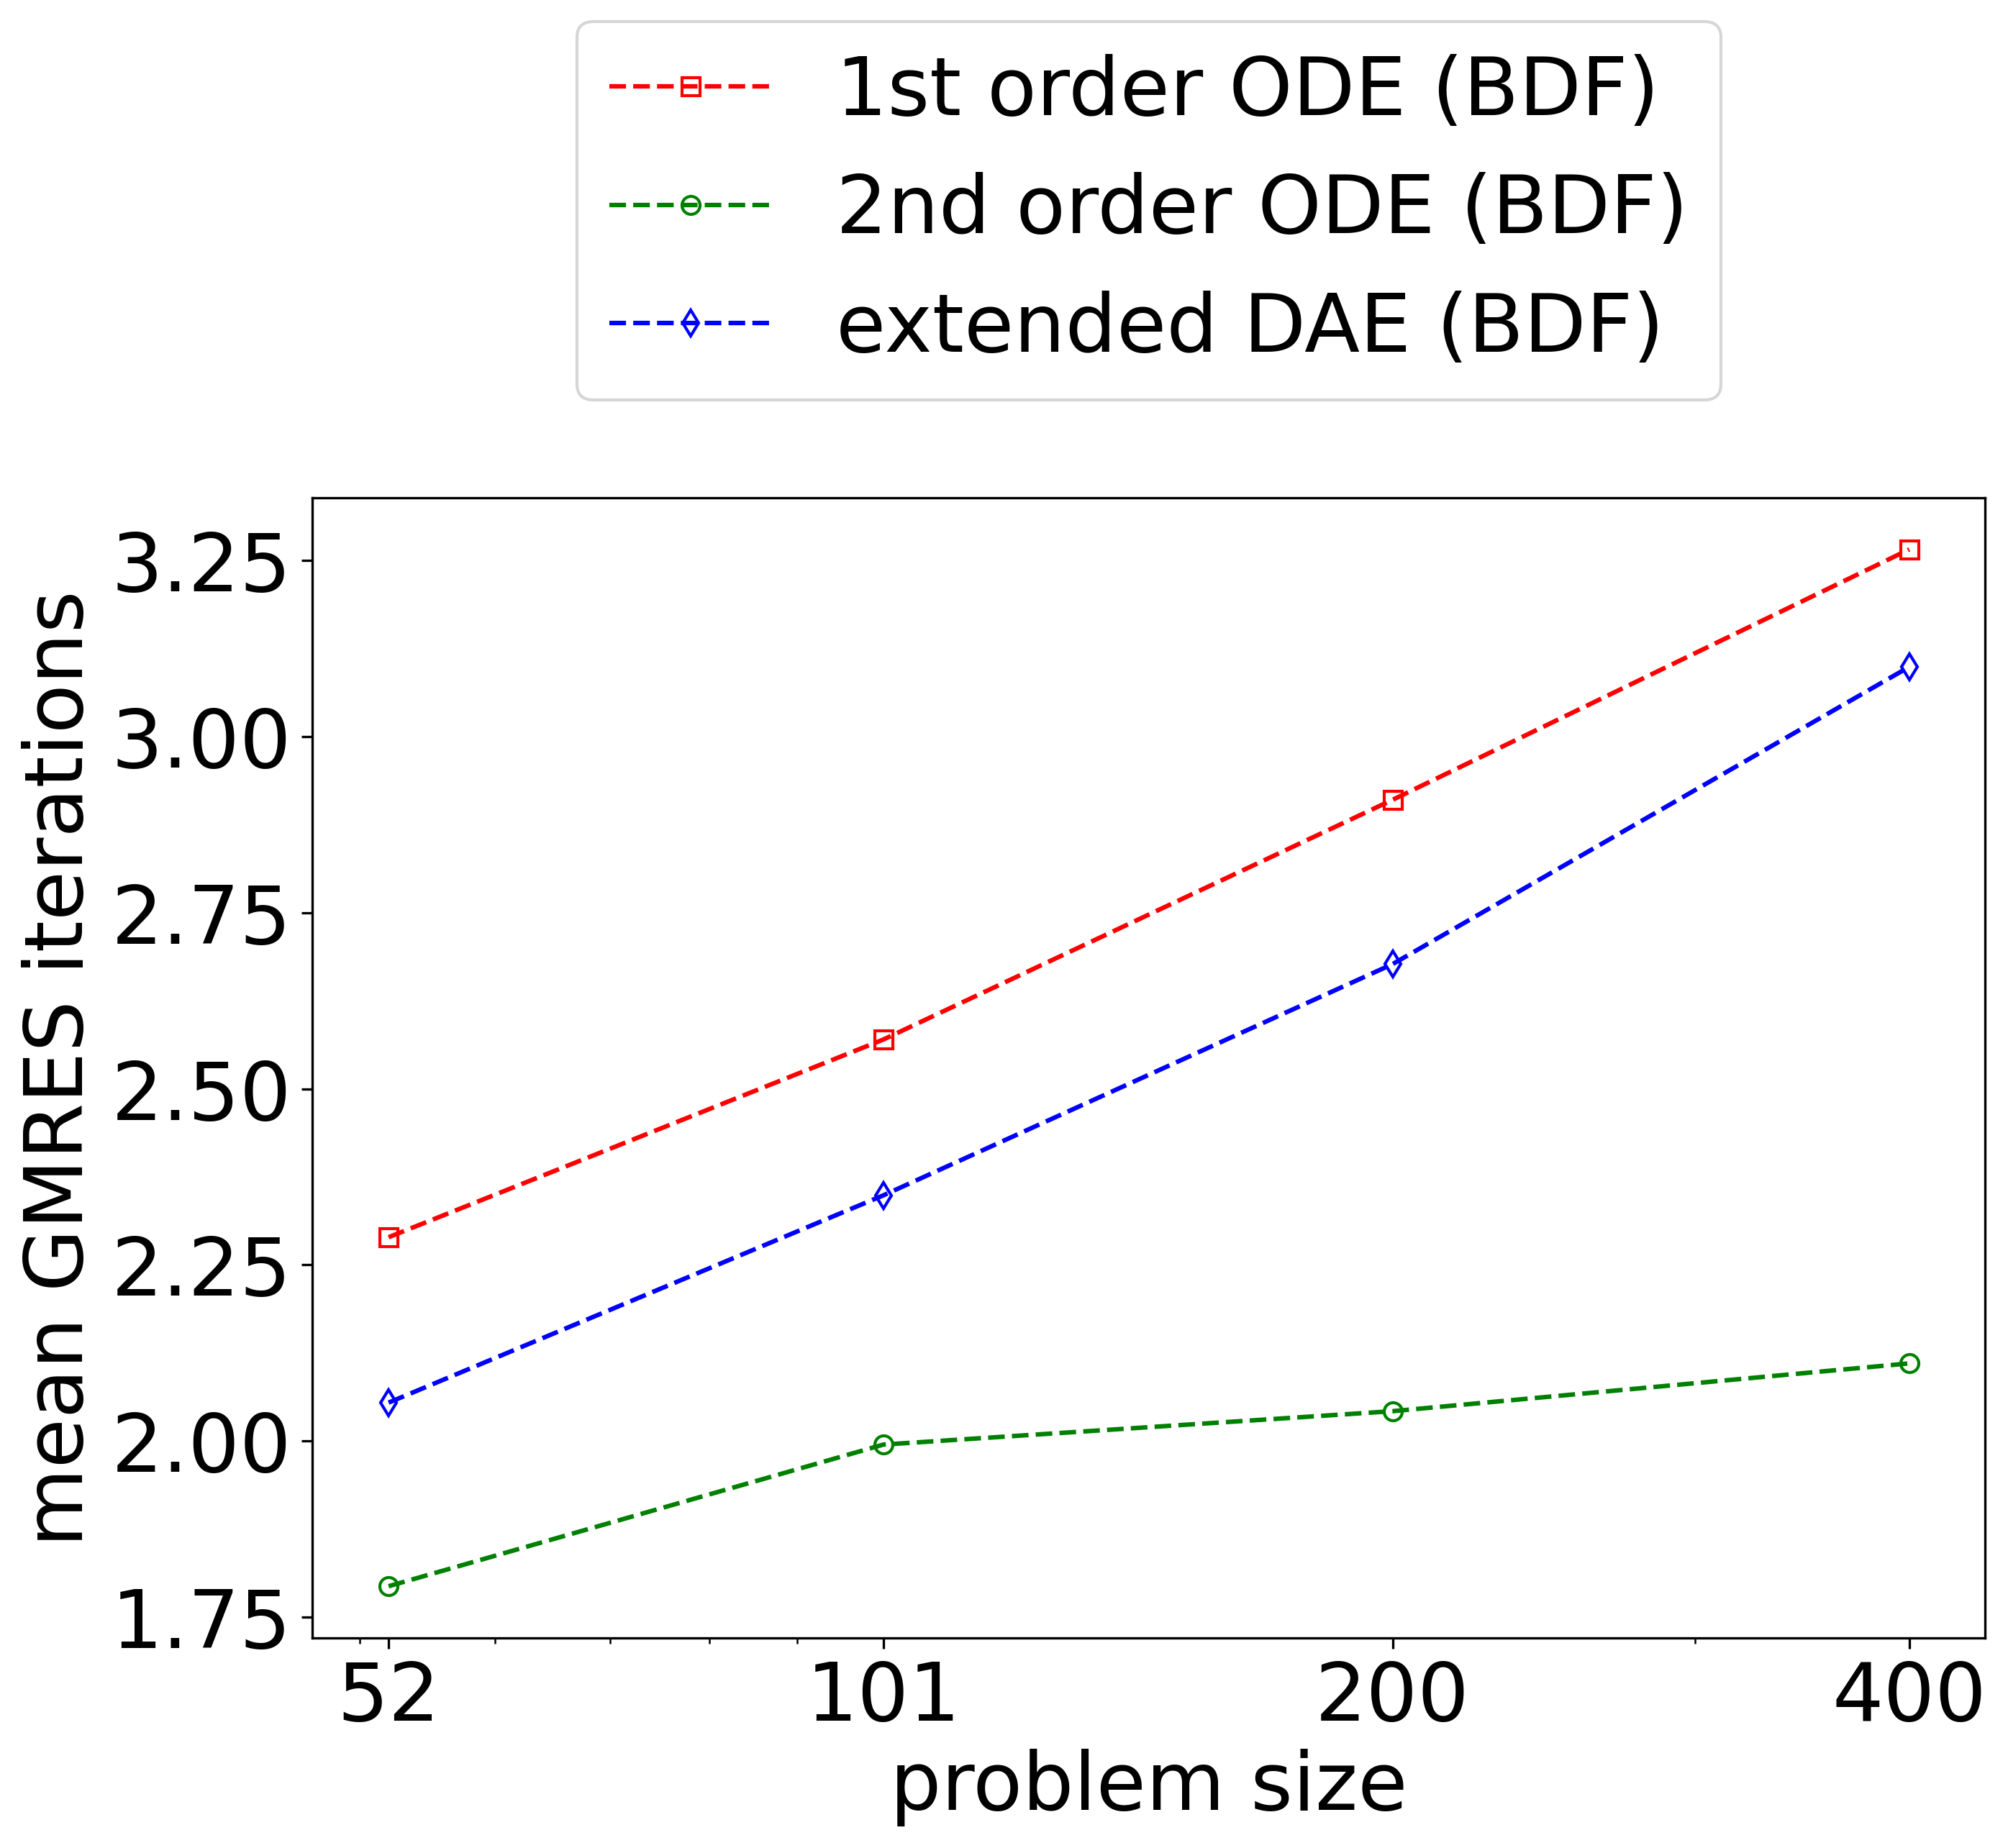 1st order ODE (BDF)
2nd order ODE (BDF)
extended DAE (BDF)
mean GMRES iterations
3.25
3.00
2.75
2.50
2.25
2.00
1.75
52 101 200 400
problem size